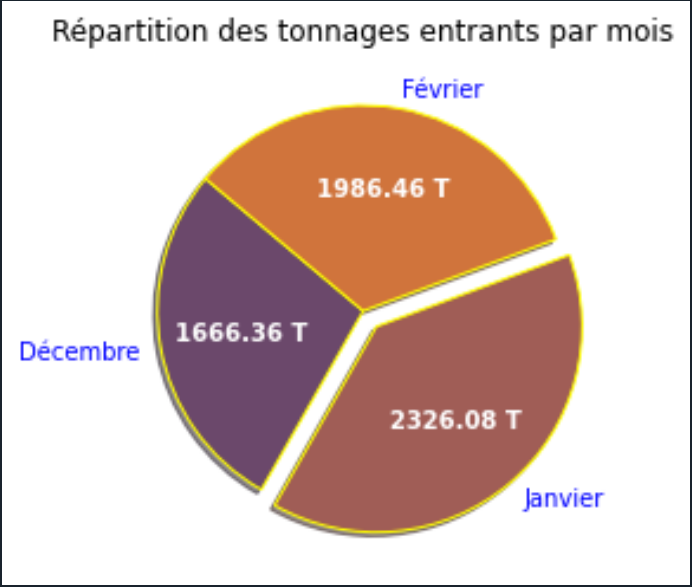 Répartition des tonnages entrants par mois
Février
1986.46 T
1666.36 T
Décembre
2326.08 T
Janvier